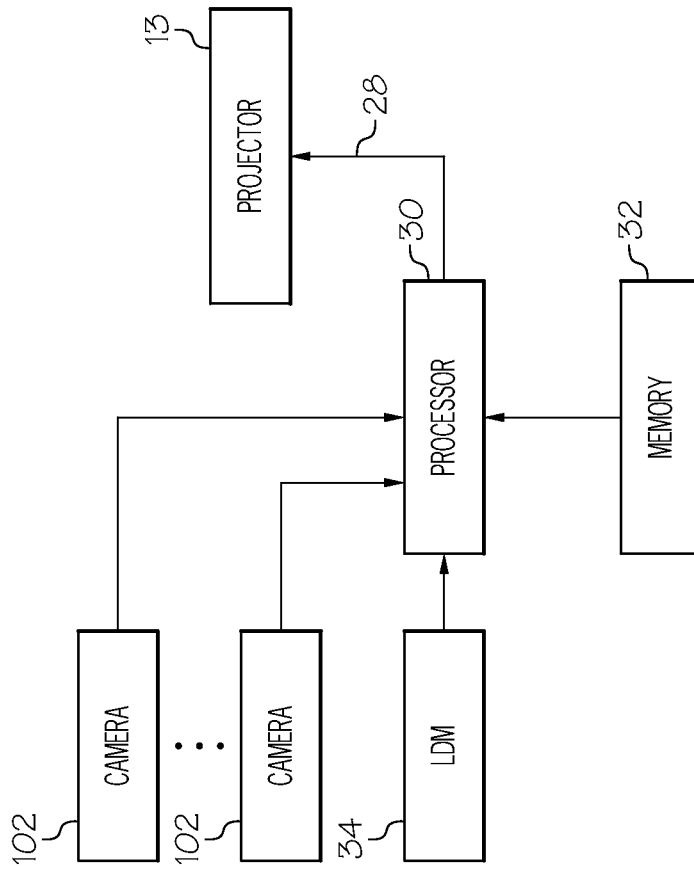 102
CAMERA
102
CAMERA
34
LDM
PROCESSOR
30
MEMORY
32
PROJECTOR
13
28